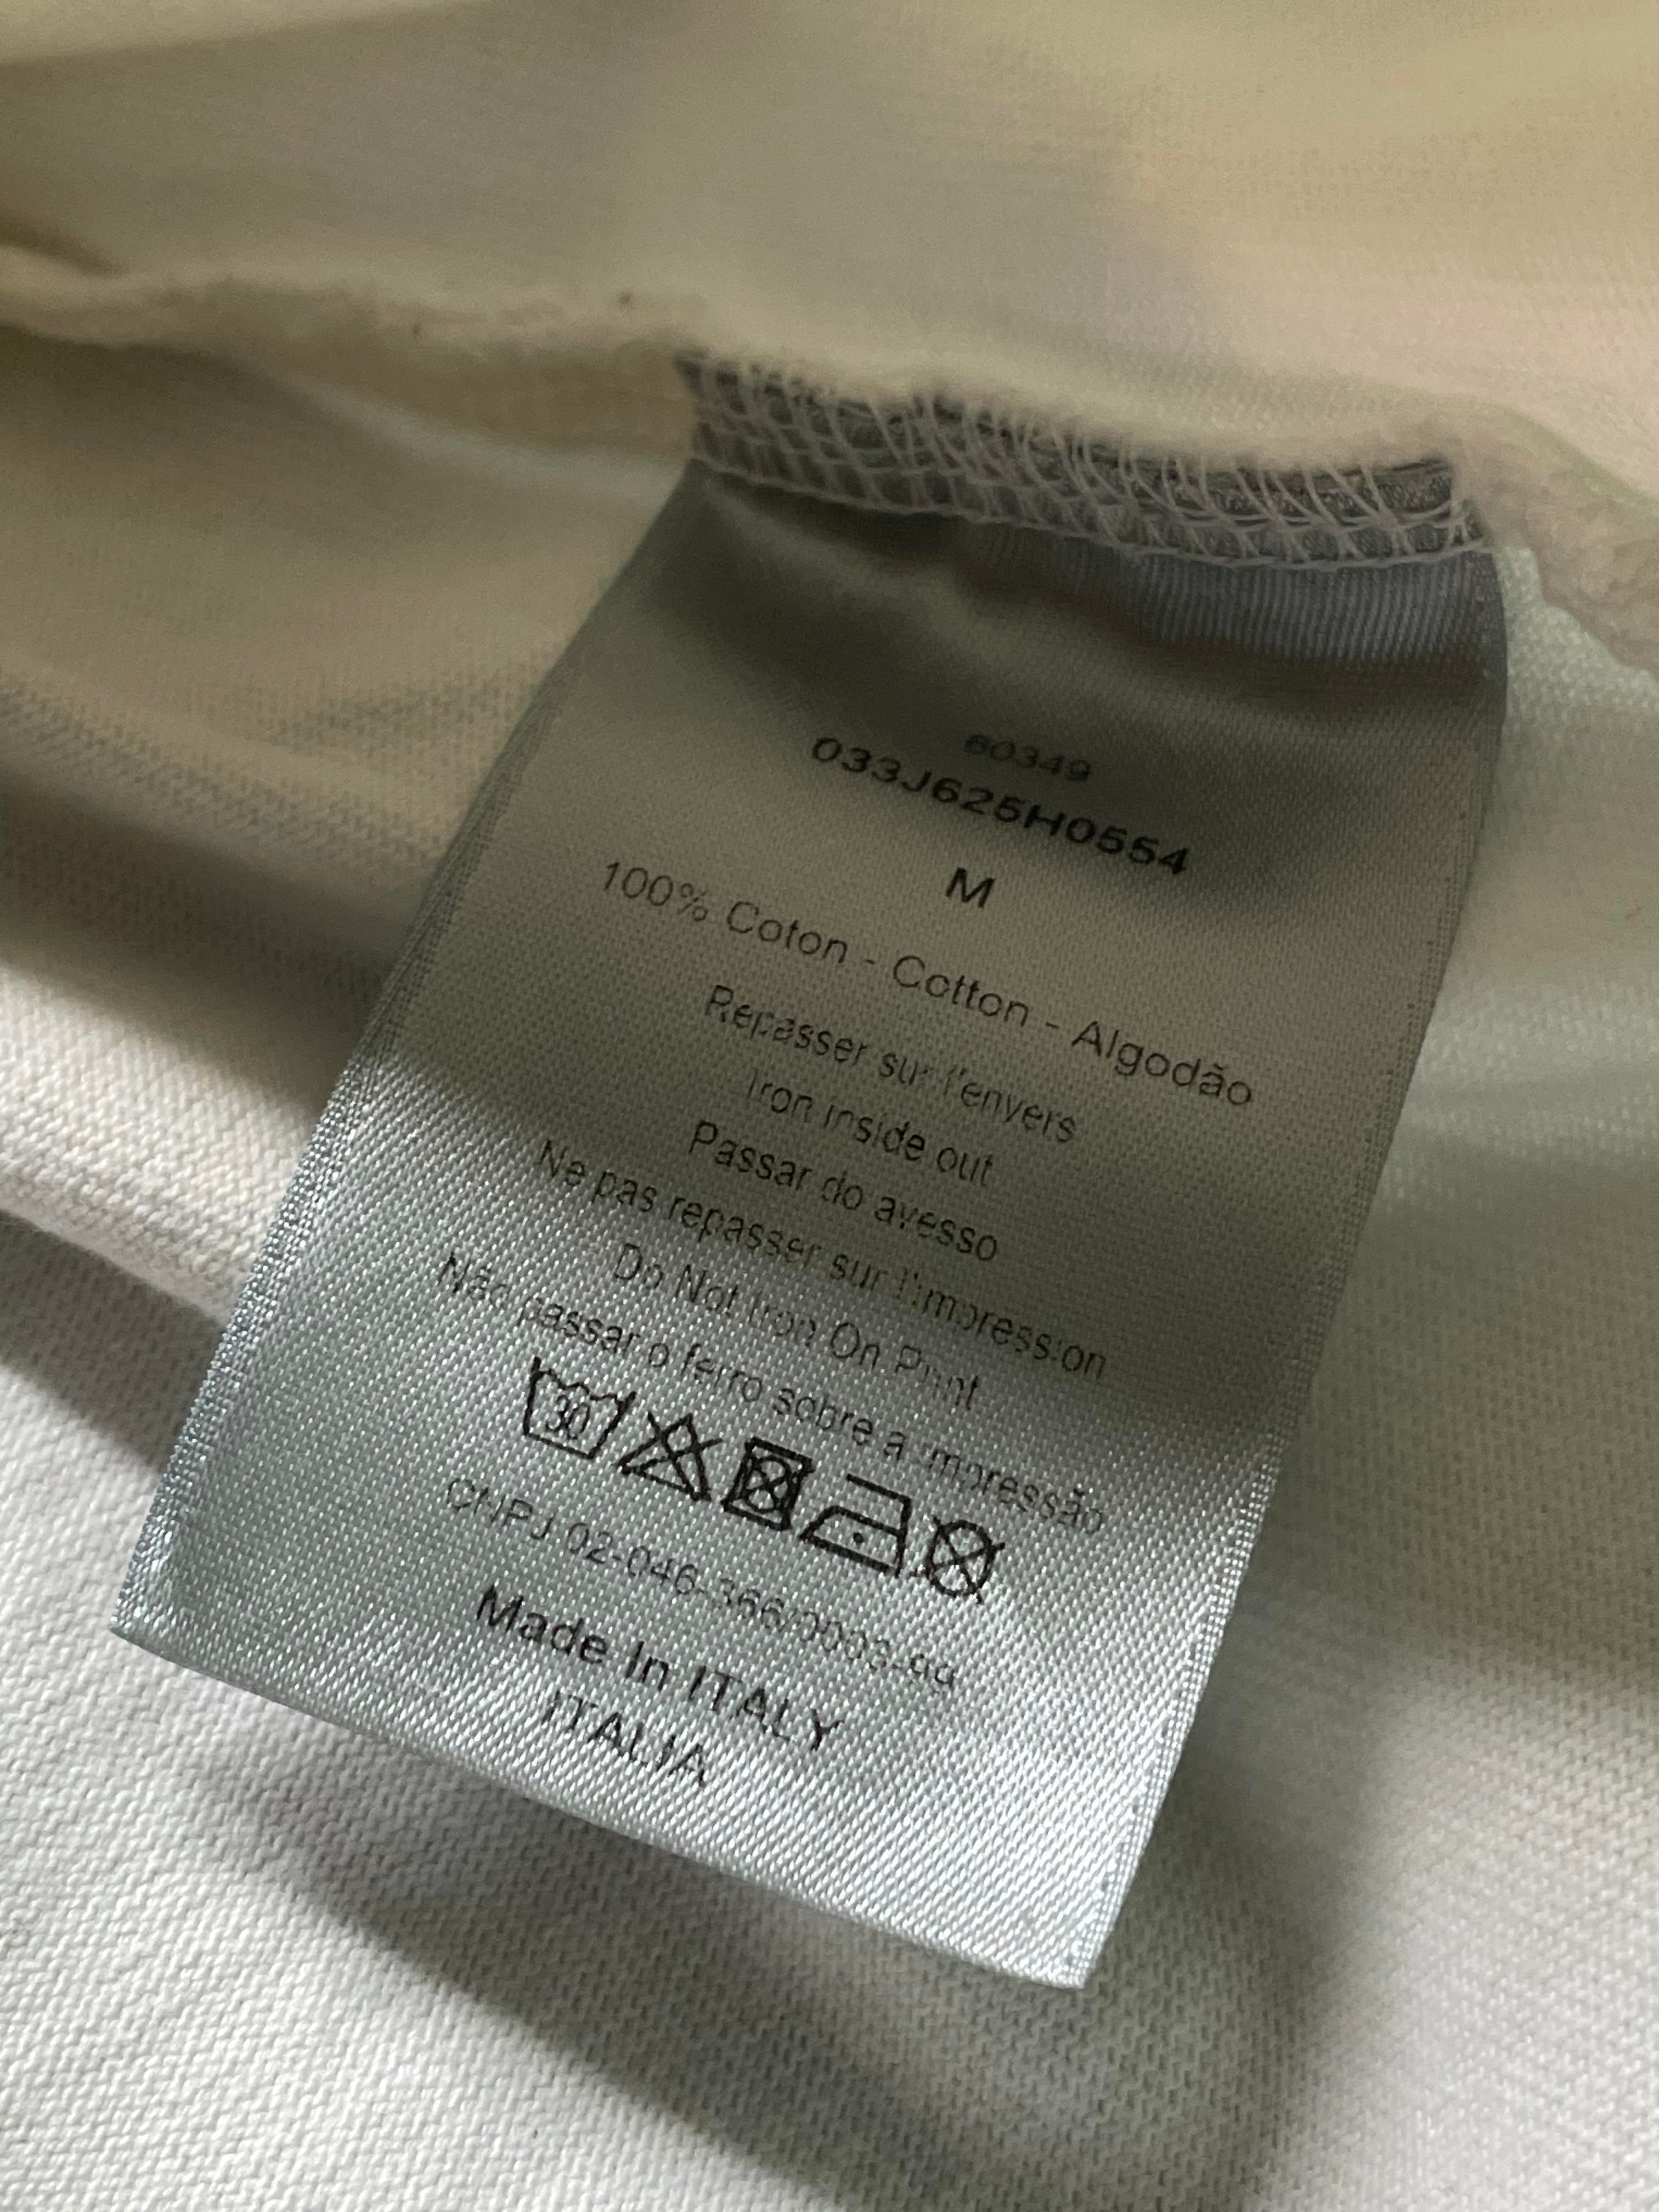 60349
033J625H0554
M
100% Coton - Cotton - Algodão
Repasser sur l'envers
Iron inside out
Passar do avesso
Ne pas repasser sur l'impression
Do Not Iron On Print
Não passar o ferro sobre a impressão
30
CNPJ 02-046-366/0003-99
Made In ITALY
ITALIA